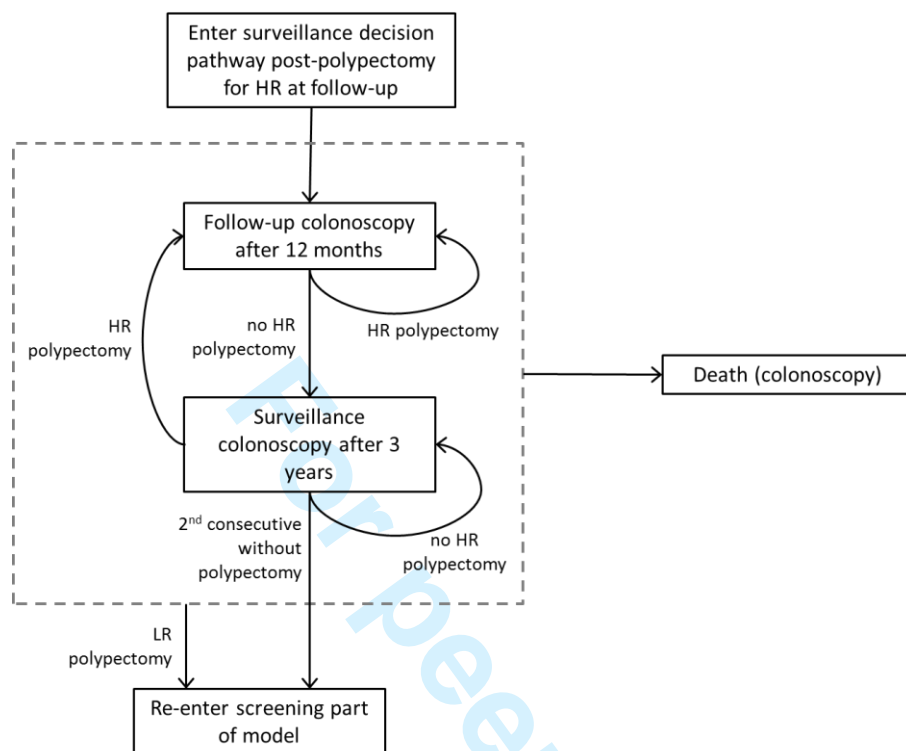 Enter surveillance decision
pathway post-polypectomy
for HR at follow-up
Follow-up colonoscopy
after 12 months
HR
polypectomy
no HR
polypectomy
HR polypectomy
Death (colonoscopy)
Surveillance
colonoscopy after 3
years
2nd consecutive
without
polypectomy
no HR
polypectomy
LR
polypectomy
Re-enter screening part
of model
For peer